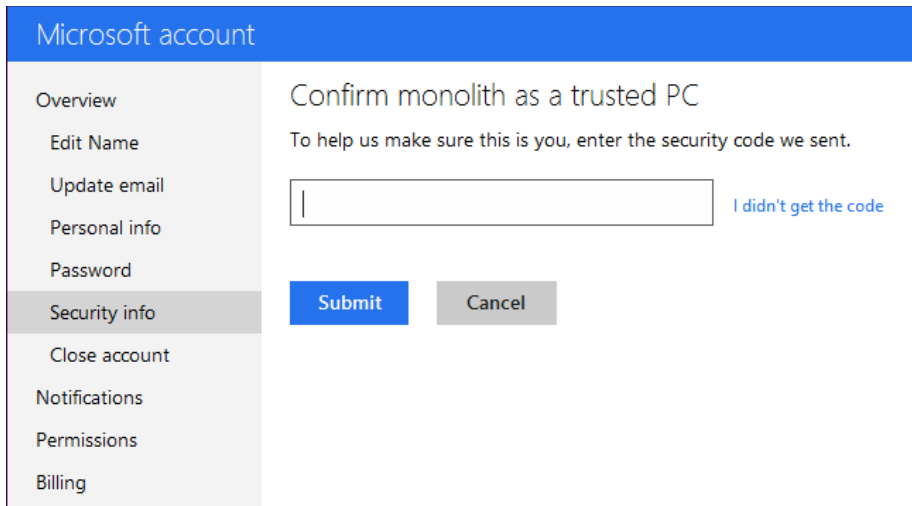 Microsoft account
Overview
Edit Name
Update email
Personal info
Password
Security info
Close account
Notifications
Permissions
Billing
Confirm monolith as a trusted PC
To help us make sure this is you, enter the security code we sent.
I didn't get the code
Submit
Cancel